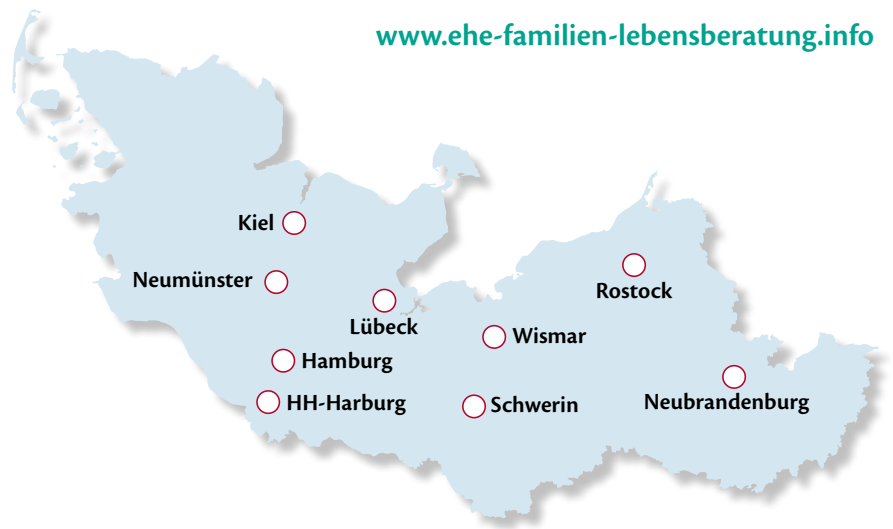 www.ehe-familien-lebensberatung.info
Kiel
Neumünster
Rostock
Lübeck
Wismar
Hamburg
HH-Harburg
Schwerin
Neubrandenburg